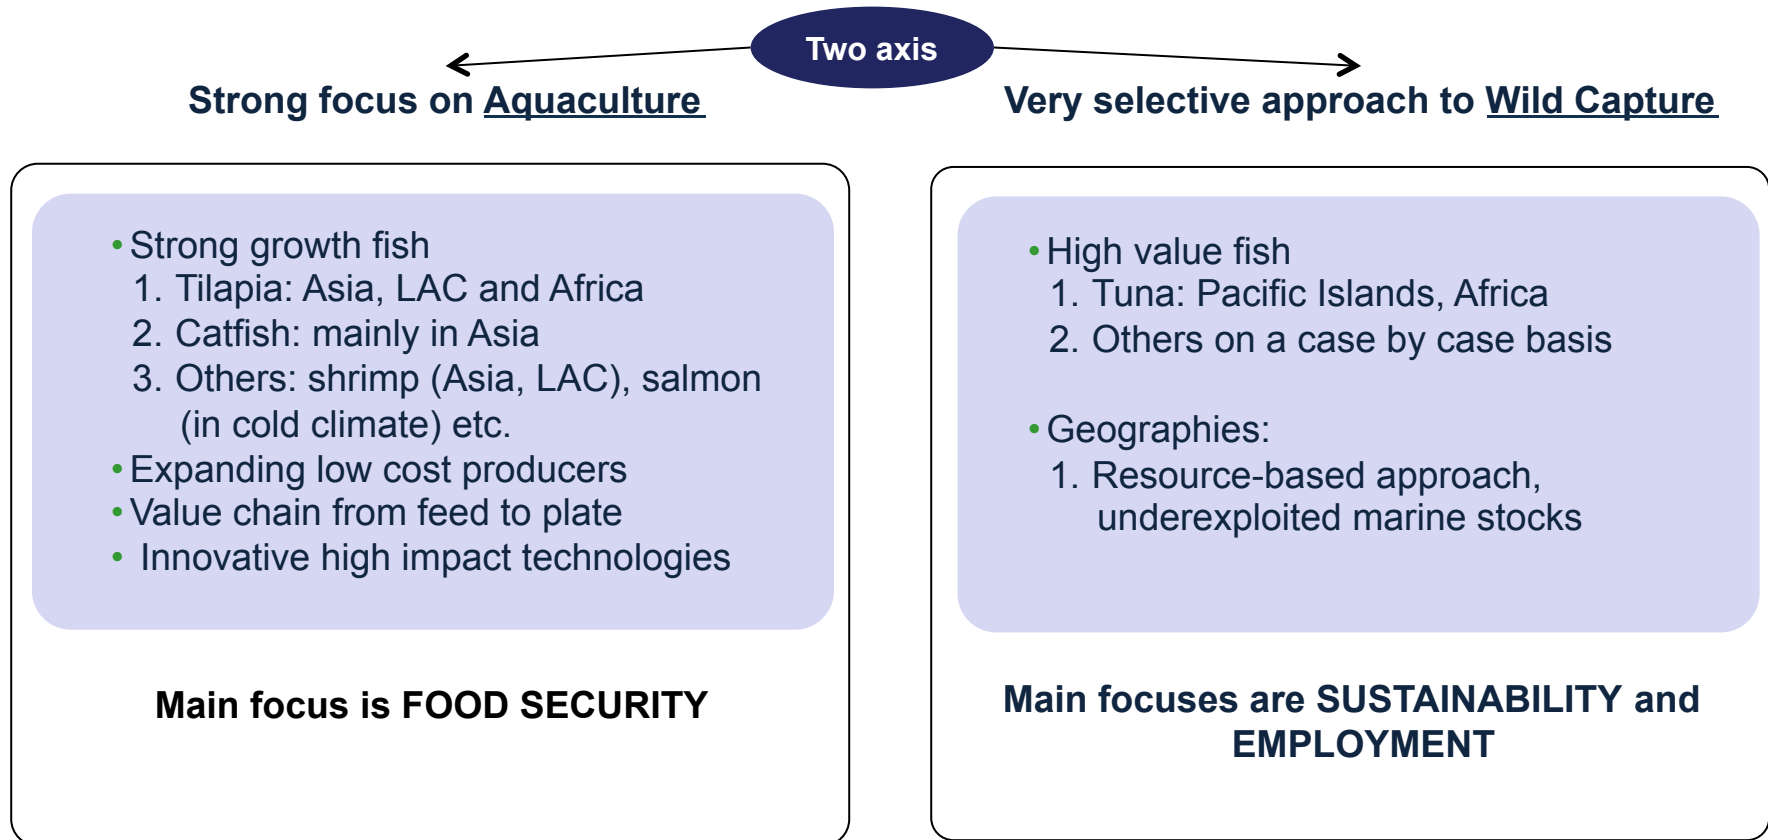 Two axis
Strong focus on Aquaculture
• Strong growth fish
1. Tilapia: Asia, LAC and Africa
2. Catfish: mainly in Asia
3. Others: shrimp (Asia, LAC), salmon
(in cold climate) etc.
• Expanding low cost producers
• Value chain from feed to plate
• Innovative high impact technologies
Main focus is FOOD SECURITY
Very selective approach to Wild Capture
• High value fish
1. Tuna: Pacific Islands, Africa
2. Others on a case by case basis
• Geographies:
1. Resource-based approach,
underexploited marine stocks
Main focuses are SUSTAINABILITY and
EMPLOYMENT